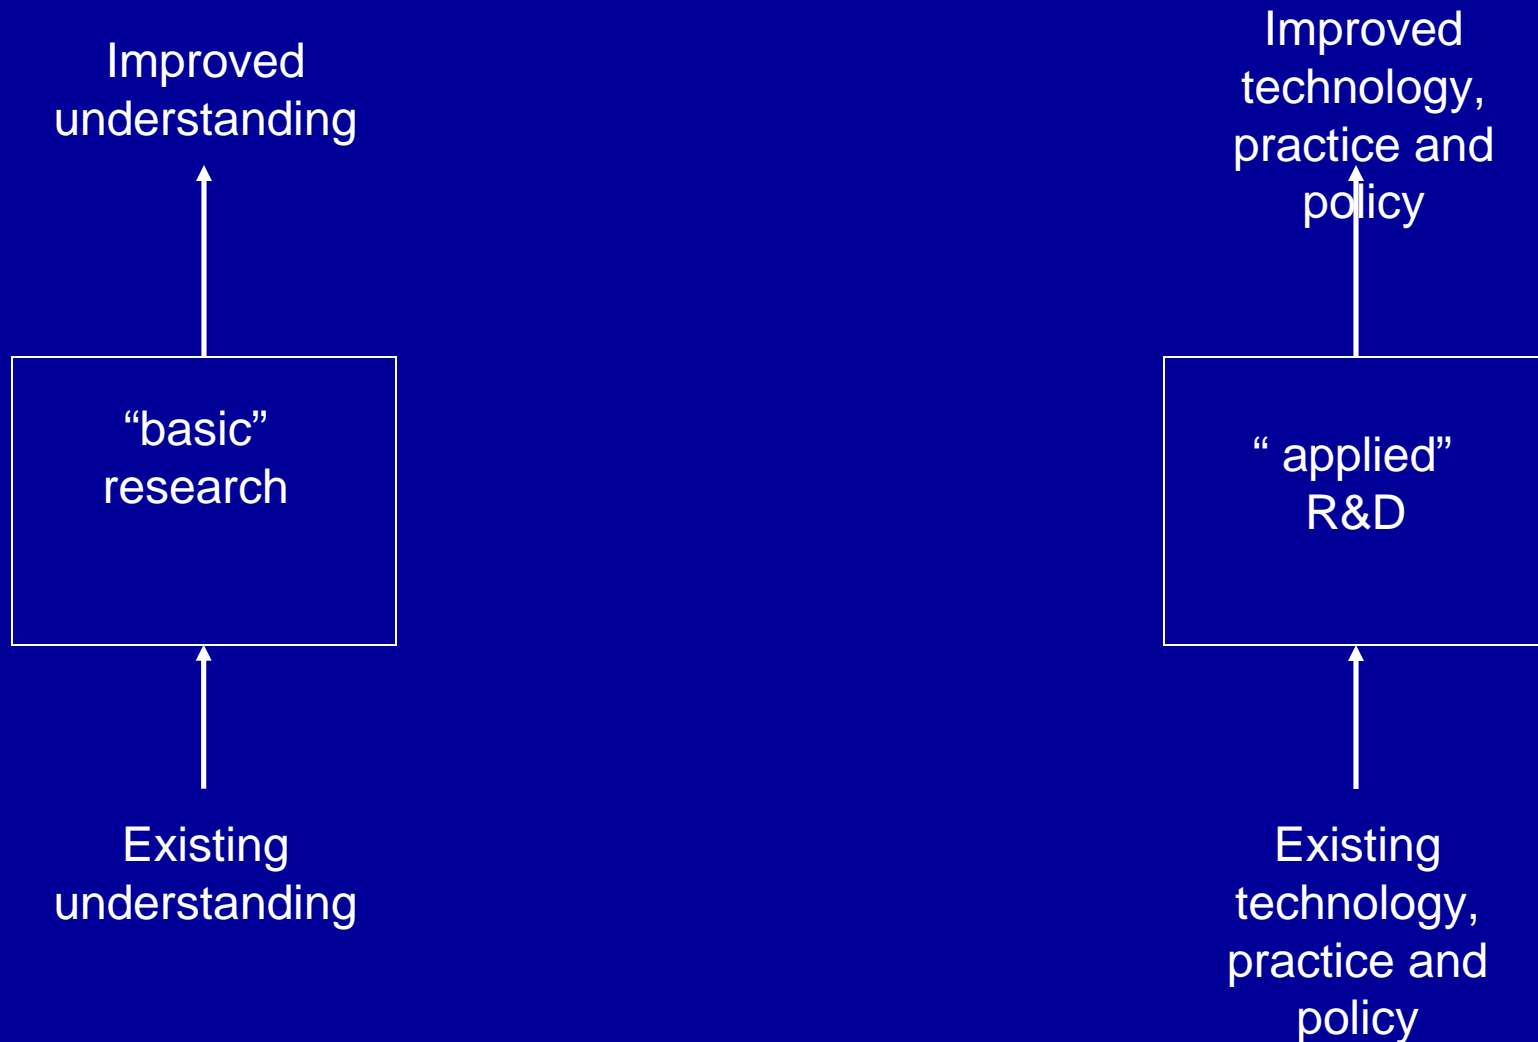 Improved
understanding
“basic”
research
Existing
understanding
Improved
technology,
practice and
policy
“ applied”
R&D
Existing
technology,
practice and
policy